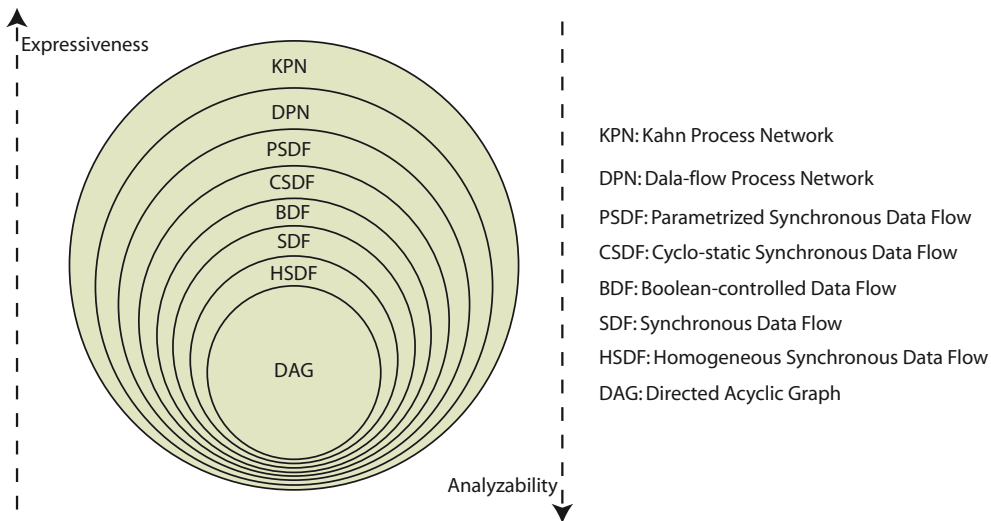 Expressiveness
KPN
DPN
PSDF
CSDF
BDF
SDF
HSDF
DAG
Analyzability
KPN: Kahn Process Network
DPN: Dala-flow Process Network
PSDF: Parametrized Synchronous Data Flow
CSDF: Cyclo-static Synchronous Data Flow
BDF: Boolean-controlled Data Flow
SDF: Synchronous Data Flow
HSDF: Homogeneous Synchronous Data Flow
DAG: Directed Acyclic Graph